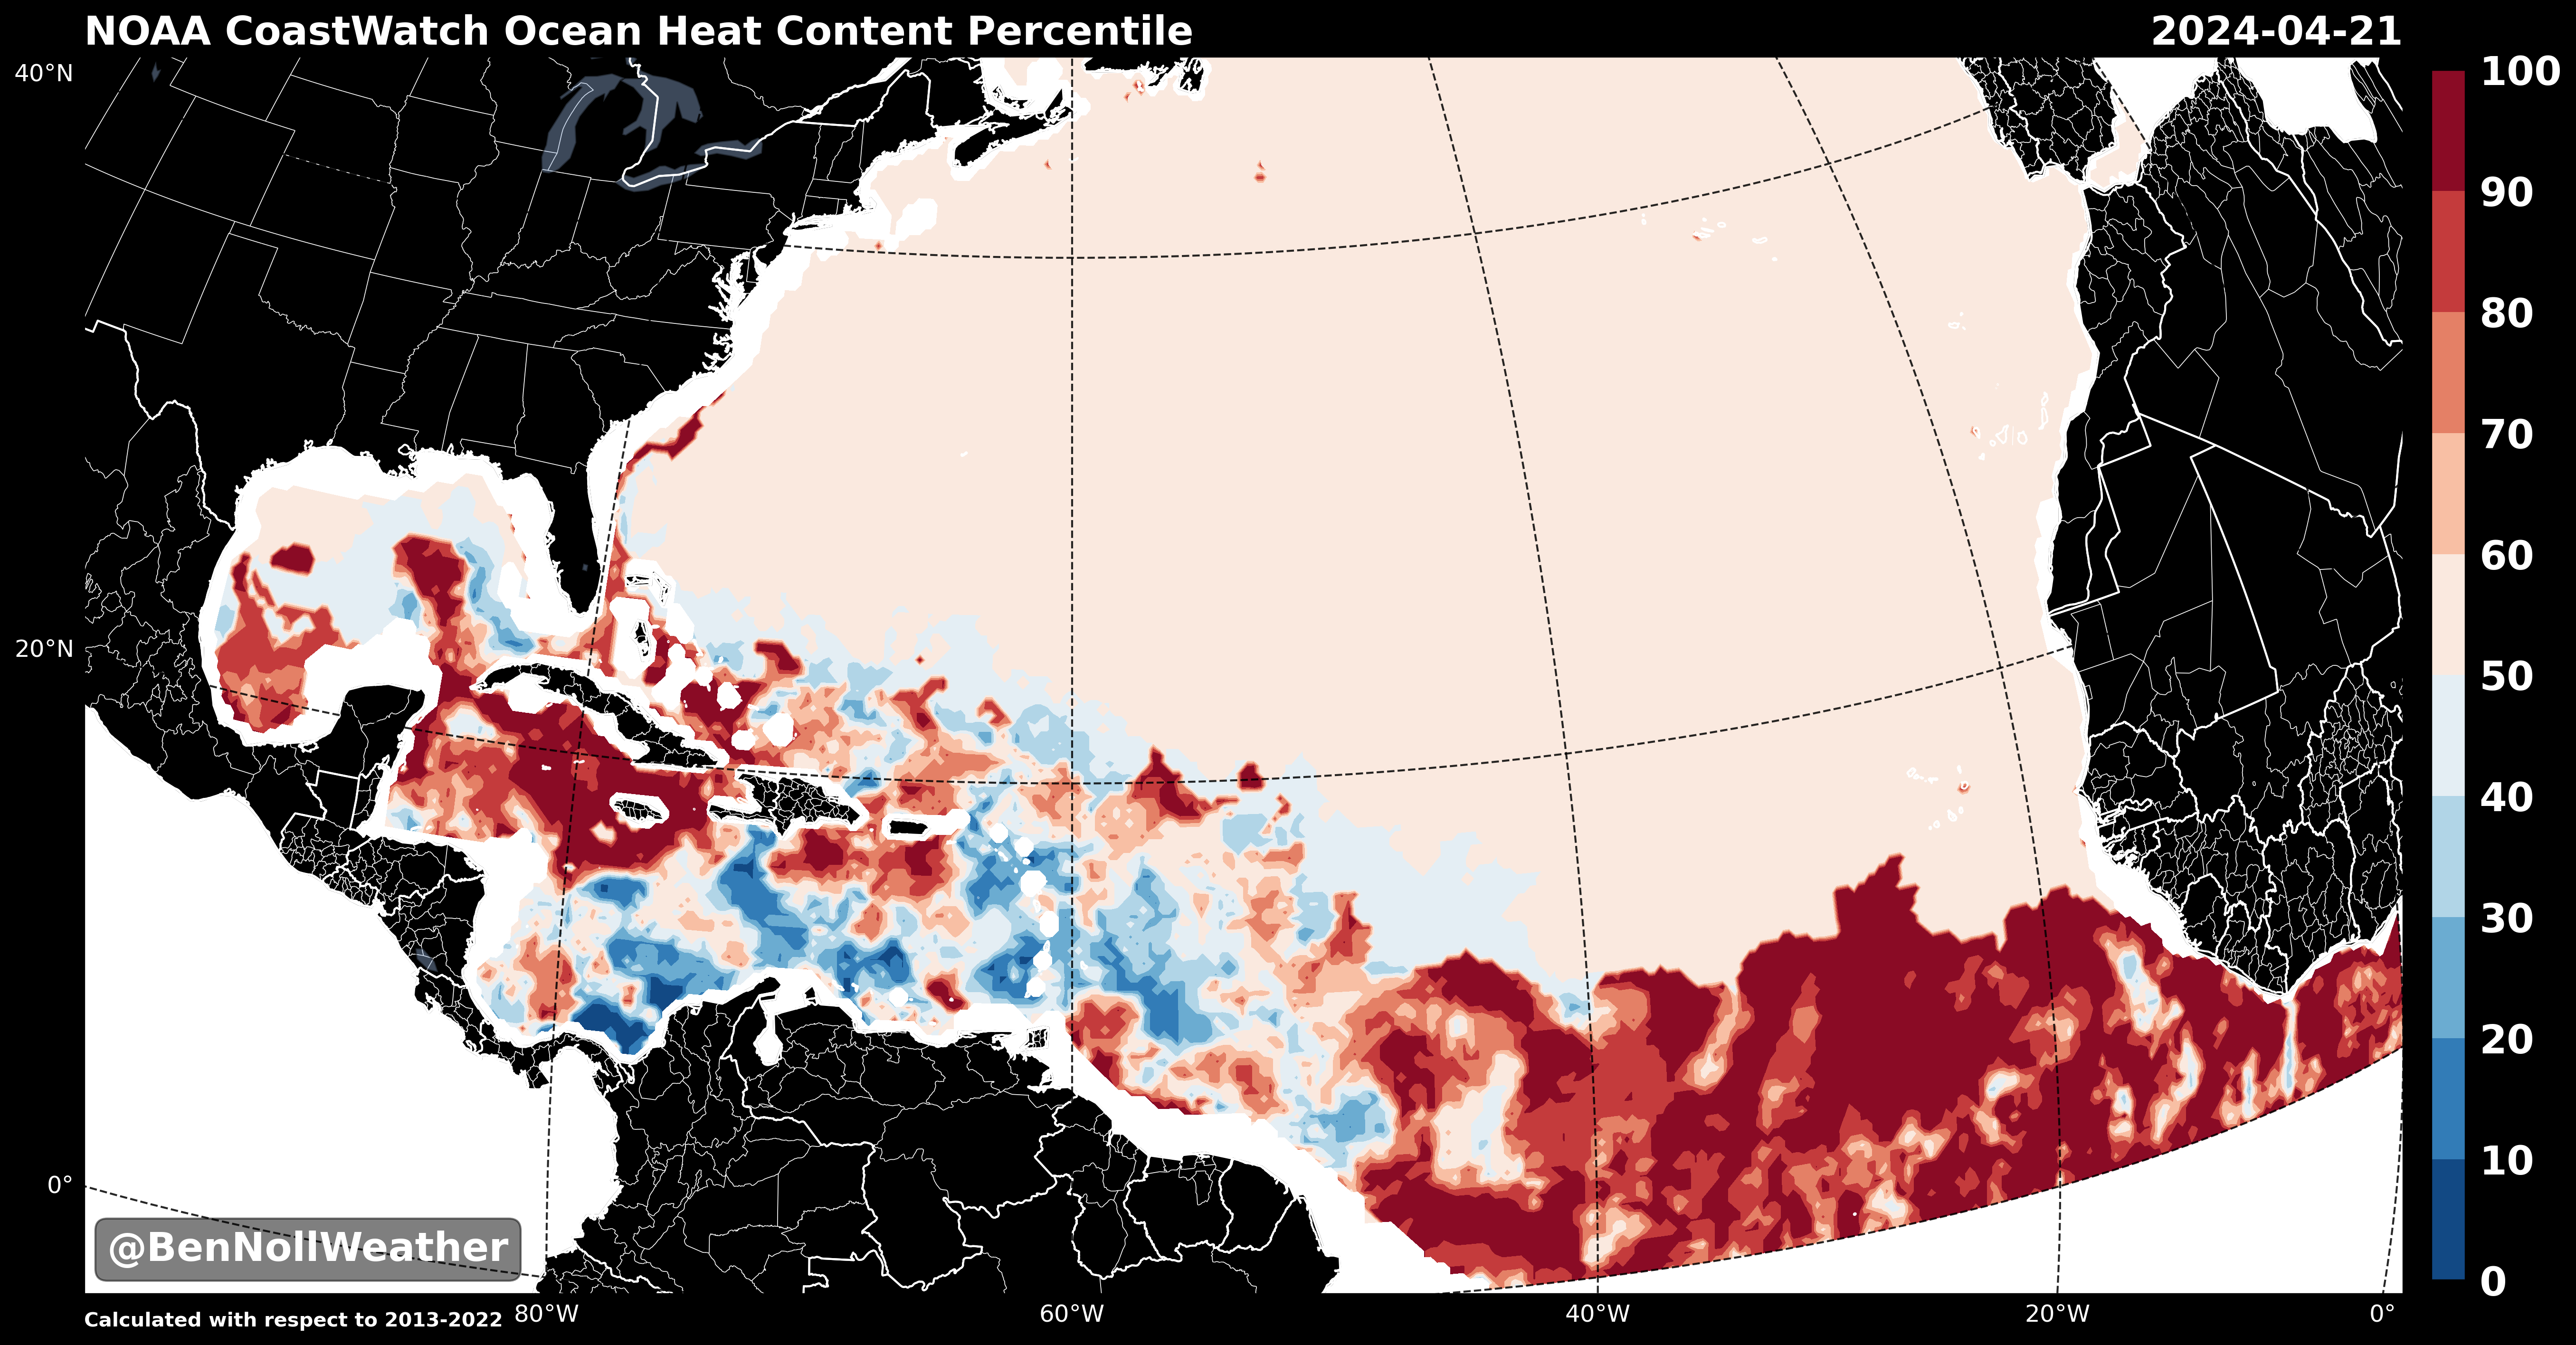 NOAA CoastWatch Ocean Heat Content Percentile 2024-04-21
40°N
20°N
0°
100
90
80
70
60
50
40
30
20
10
0
@BenNollWeather
80°W 60°W 40°W 20°W 0°
Calculated with respect to 2013-2022